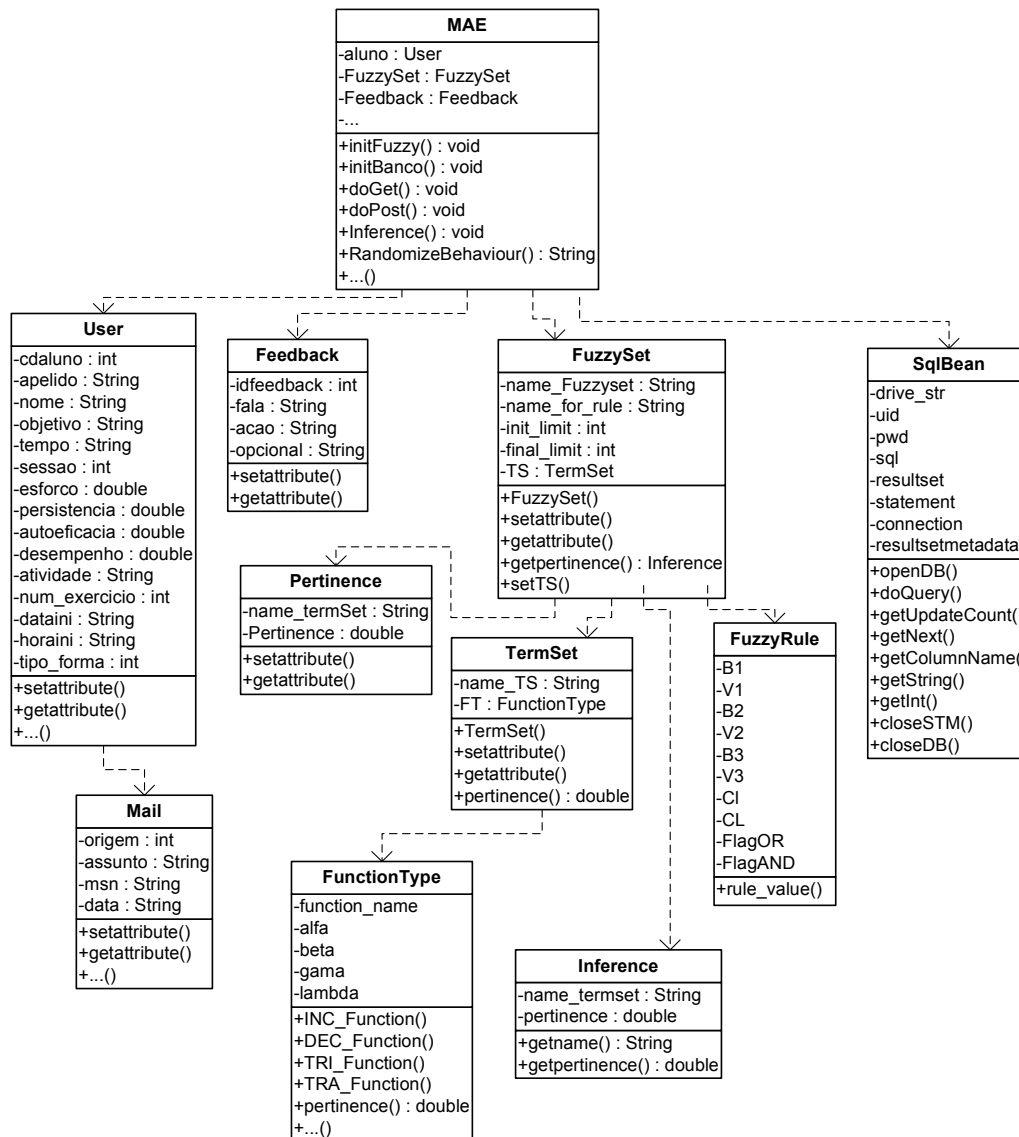 MAE
-aluno : User
-FuzzySet : FuzzySet
-Feedback : Feedback
-...
+initFuzzy() : void
+initBanco() : void
+doGet() : void
+doPost() : void
+Inference() : void
+RandomizeBehaviour() : String
+...()
User
-cdaluno : int
-apelido : String
-nome : String
-objetivo : String
-tempo : String
-sessao : int
-esforco : double
-persistencia : double
-autoeficacia : double
-desempenho : double
-atividade : String
-num_exercicio : int
-dataini : String
-horaini : String
-tipo_forma : int
+setattribute()
+getattribute()
+...()
Feedback
-idfeedback : int
-fala : String
-acao : String
-opcional : String
+setattribute()
+getattribute()
FuzzySet
-name_Fuzzyset : String
-name_for_rule : String
-init_limit : int
-final_limit : int
-TS : TermSet
+FuzzySet()
+setattribute()
+getattribute()
+getpertinence() : Inference
+setTS()
SqlBean
-drive_str
-uid
-pwd
-sql
-resultset
-statement
-connection
-resultsetmetadata
+openDB()
+doQuery()
+getUpdateCount()
+getNext()
+getColumnName(
+getString()
+getInt()
+closeSTM()
+closeDB()
Pertinence
-name_termSet : String
-Pertinence : double
+setattribute()
+getattribute()
TermSet
-name_TS : String
-FT : FunctionType
+TermSet()
+setattribute()
+getattribute()
+pertinence() : double
FuzzyRule
-B1
-V1
-B2
-V2
-B3
-V3
-CI
-CL
-FlagOR
-FlagAND
+rule_value()
Mail
-origem : int
-assunto : String
-msn : String
-data : String
+setattribute()
+getattribute()
+...()
FunctionType
-function_name
-alfa
-beta
-gama
-lambda
+INC_Function()
+DEC_Function()
+TRI_Function()
+TRA_Function()
+pertinence() : double
+...()
Inference
-name_termset : String
-pertinence : double
+getname() : String
+getpertinence() : double